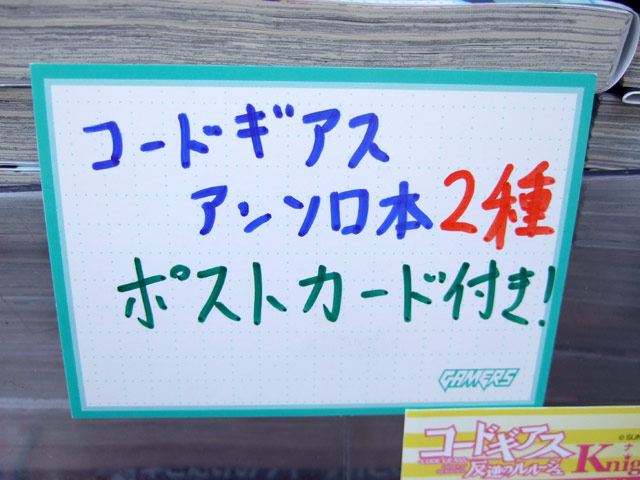 コードギアス
アンソロ本2種
ポストカード付き!
GAMERS
コードギアス
反逆のルルーシュ
Knig